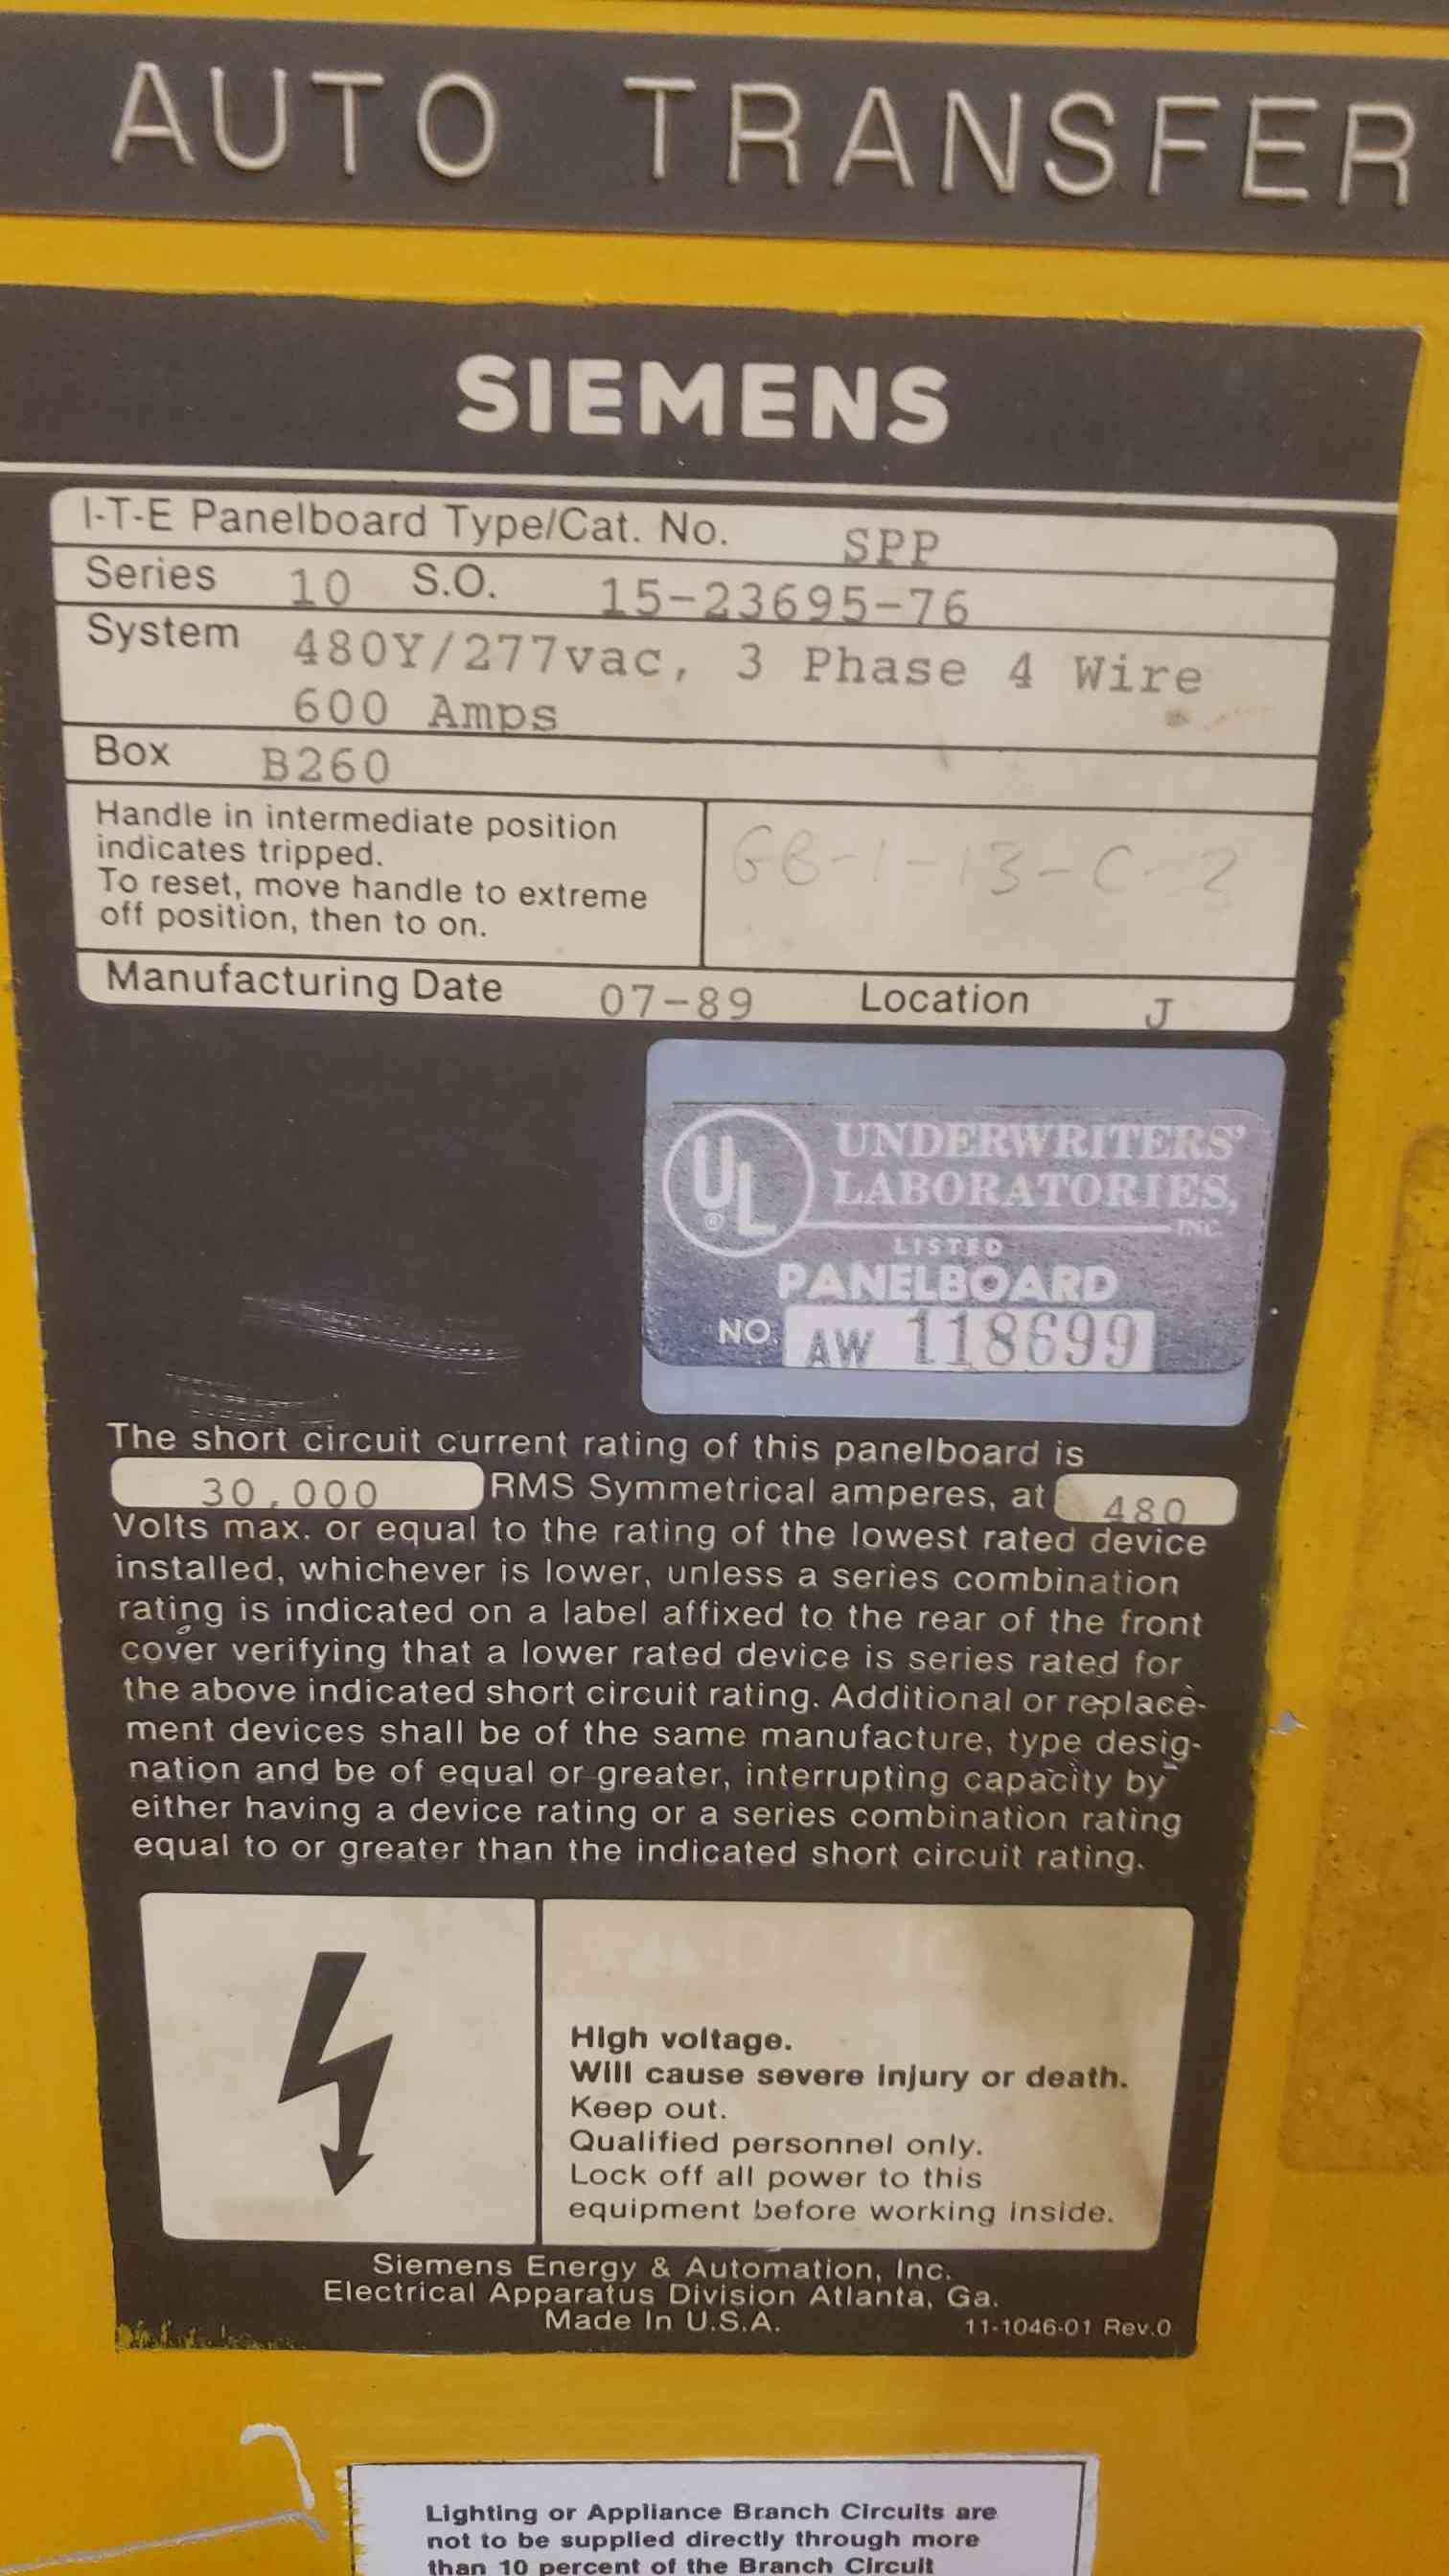 AUTO TRANSFER
SIEMENS
I-T-E Panelboard Type/Cat. No. SPP
Series 10 S.O. 15-23695-76
System 480Y/277vac, 3 Phase 4 Wire
600 Amps
Box B260
Handle in intermediate position
indicates tripped.
To reset, move handle to extreme
off position, then to on.
GB-1-13-C-2
Manufacturing Date 07-89 Location J
UL ®
UNDERWRITERS'
LABORATORIES,
INC.
LISTED
PANELBOARD
NO. AW 118699
The short circuit current rating of this panelboard is
30,000 RMS Symmetrical amperes, at 480
Volts max. or equal to the rating of the lowest rated device
installed, whichever is lower, unless a series combination
rating is indicated on a label affixed to the rear of the front
cover verifying that a lower rated device is series rated for
the above indicated short circuit rating. Additional or replace-
ment devices shall be of the same manufacture, type desig-
nation and be of equal or greater, interrupting capacity by
either having a device rating or a series combination rating
equal to or greater than the indicated short circuit rating.
High voltage.
Will cause severe injury or death.
Keep out.
Qualified personnel only.
Lock off all power to this
equipment before working inside.
Siemens Energy & Automation, Inc.
Electrical Apparatus Division Atlanta, Ga.
Made In U.S.A. 11-1046-01 Rev.0
Lighting or Appliance Branch Circuits are
not to be supplied directly through more
than 10 percent of the Branch Circuit